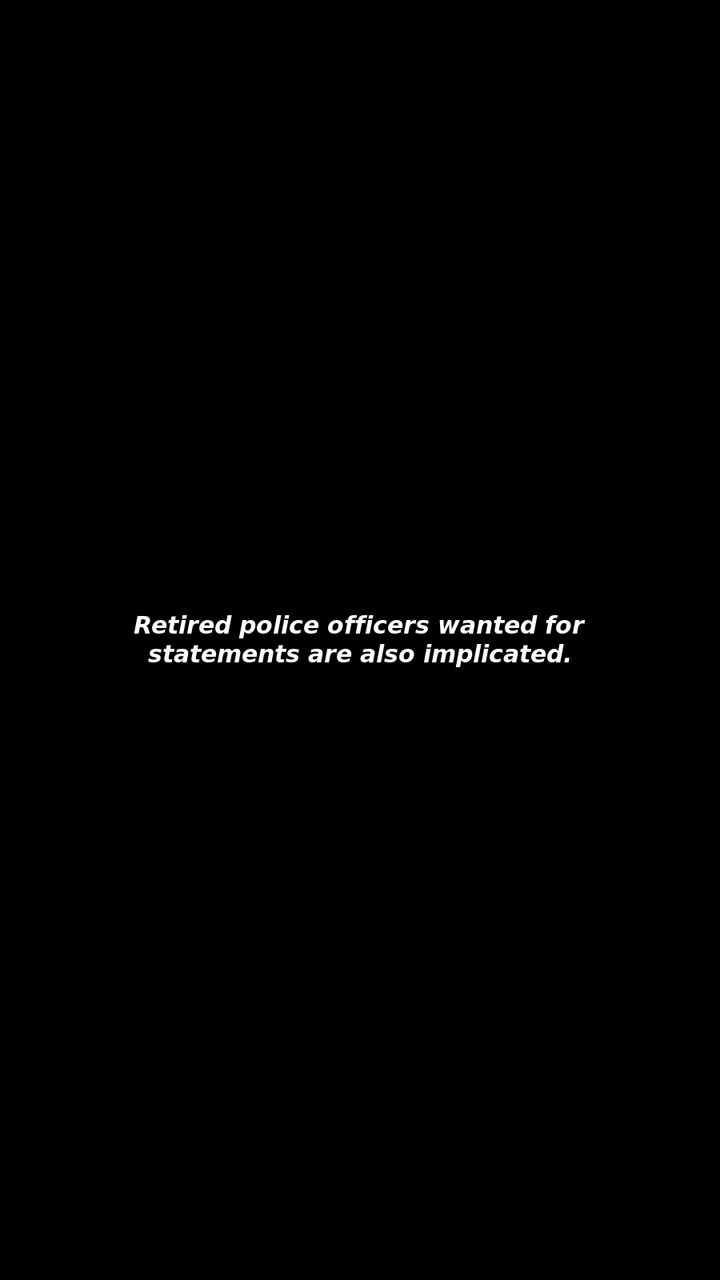 Retired police officers wanted for
statements are also implicated.